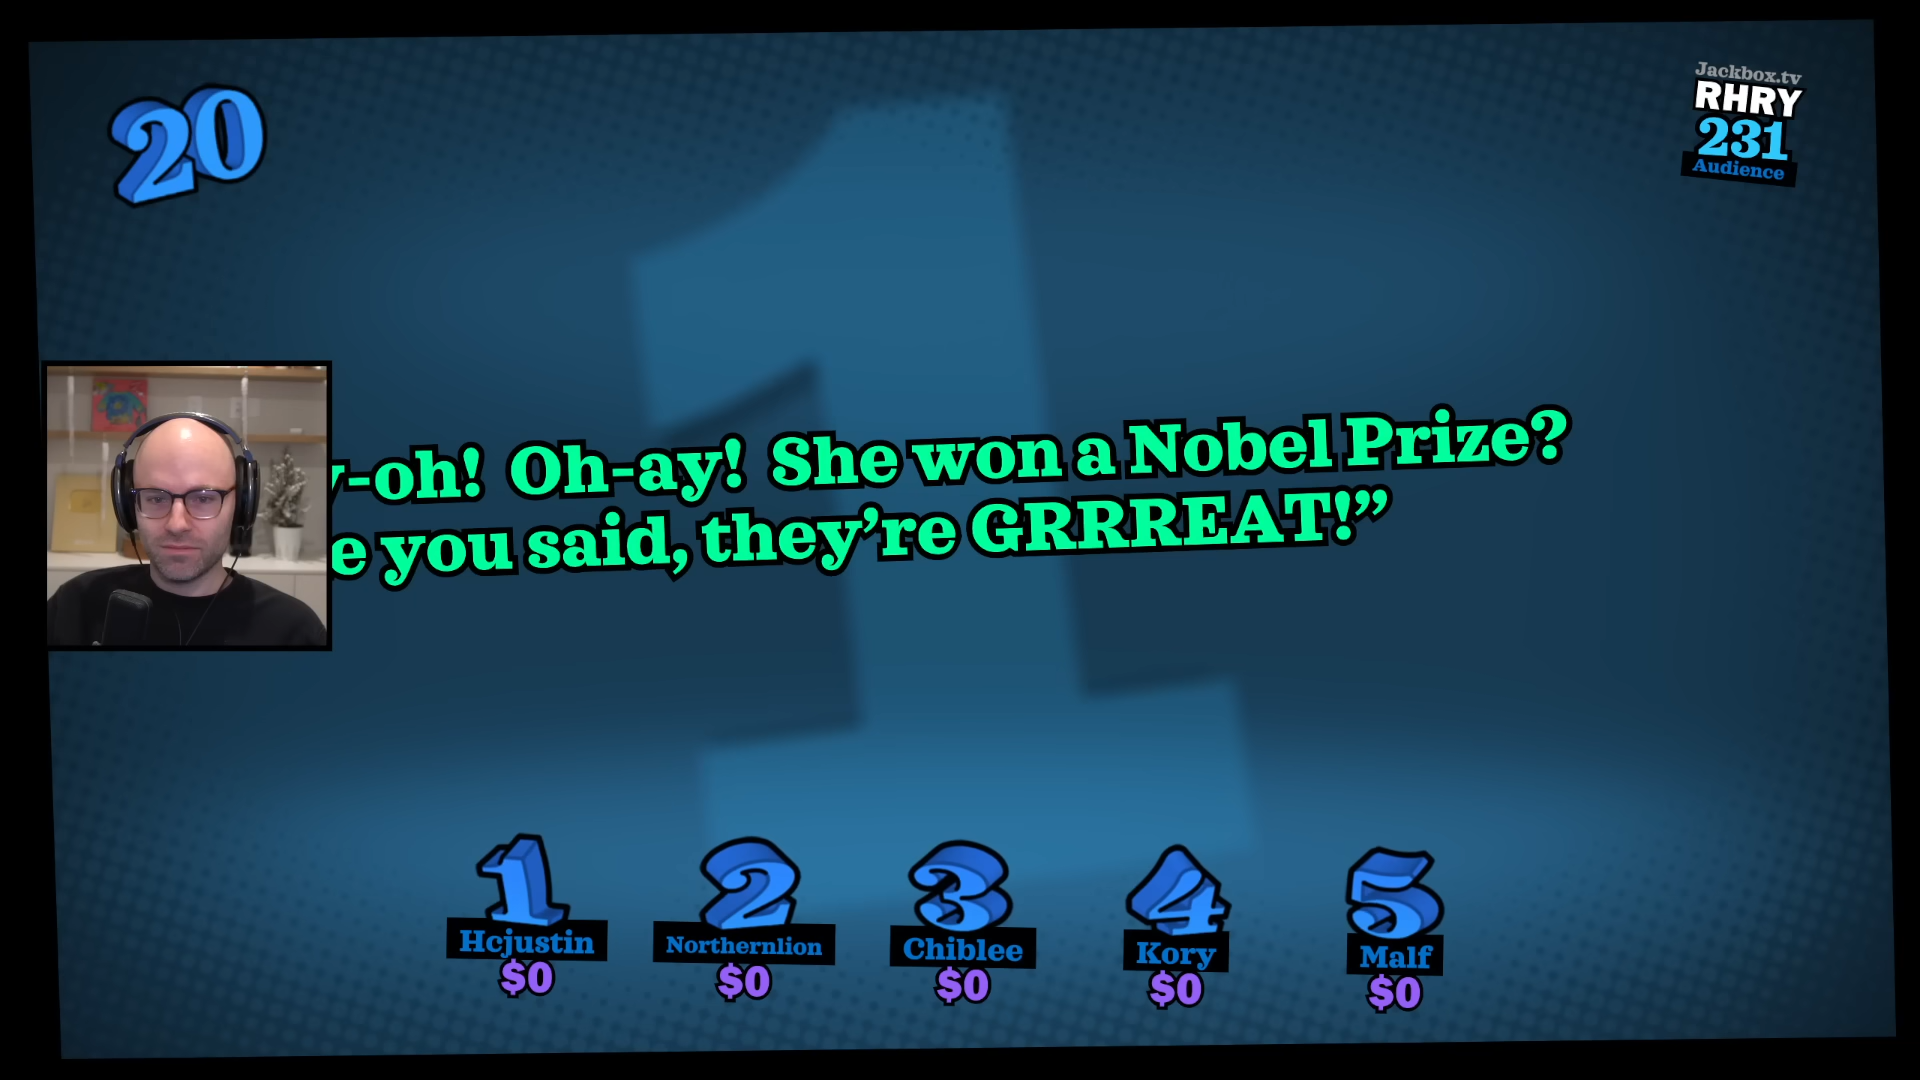 20
Jackbox.tv
RHRY
231
Audience
y-oh! Oh-ay! She won a Nobel Prize?
e you said, they're GRRREAT!”
1
2
3
4
5
Hcjustin
Northernlion
Chiblee
Kory
Malf
$0
$0
$0
$0
$0